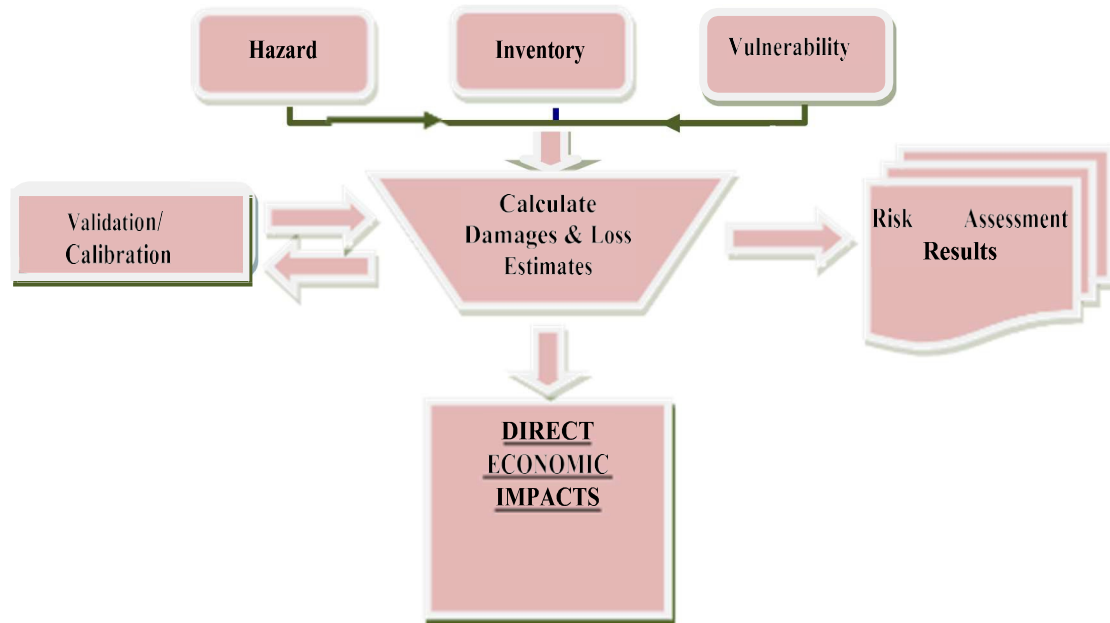 Hazard
Inventory
Vulnerability
Validation/
Calibration
Calculate
Damages & Loss
Estimates
Risk Assessment
Results
DIRECT
ECONOMIC
IMPACTS